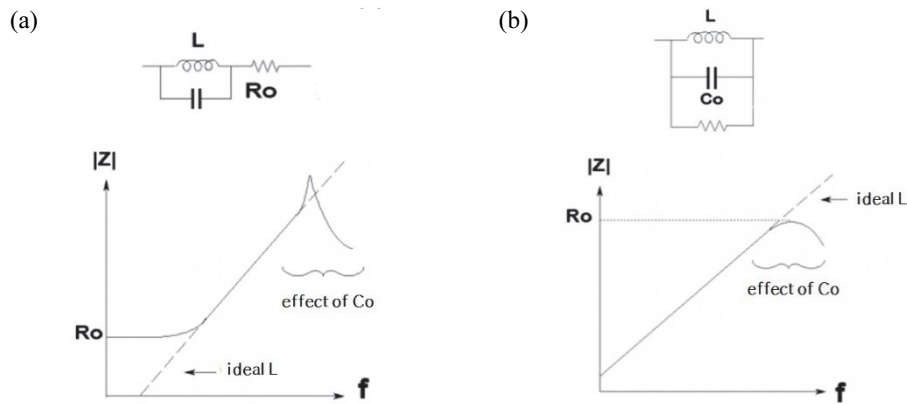 (a)
L
Ro
|Z|
Ro
effect of Co
ideal L
f
(b)
L
Co
|Z|
Ro
ideal L
effect of Co
f